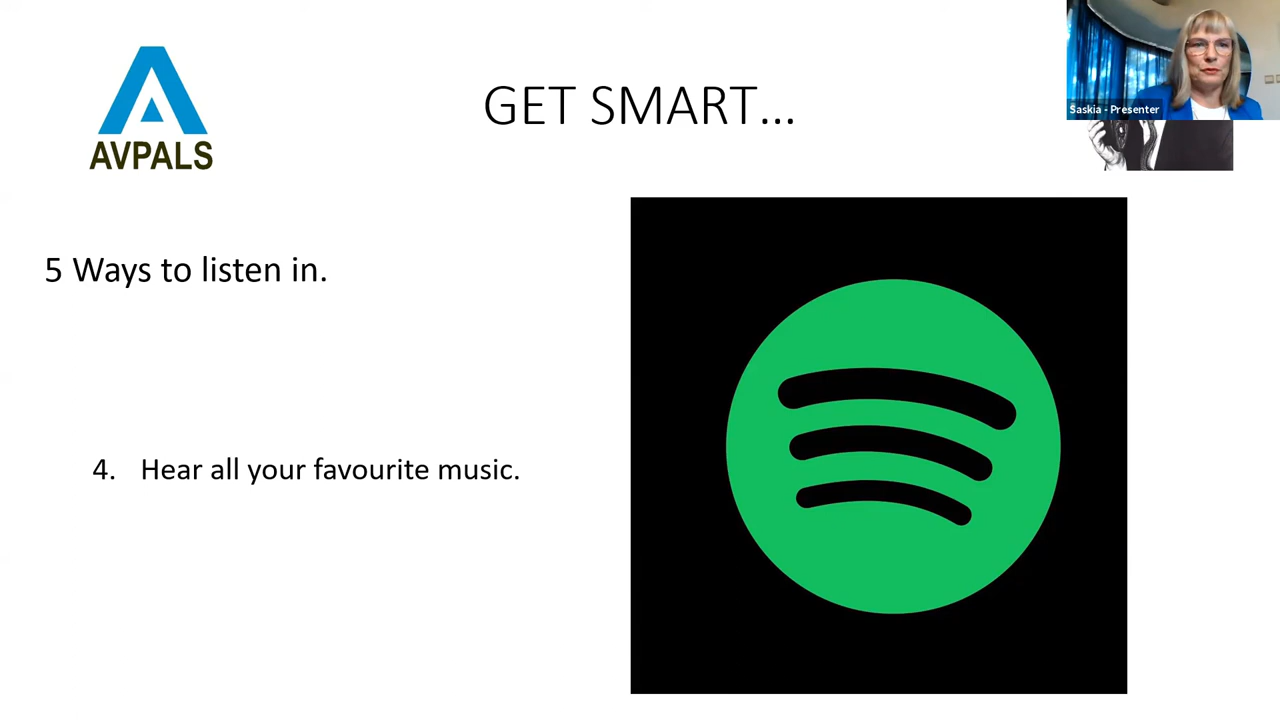 GET SMART...
Saskia - Presenter
AVPALS
5 Ways to listen in.
4. Hear all your favourite music.